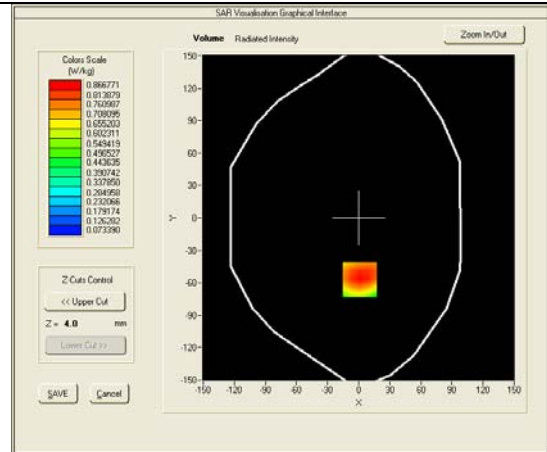 SAR Visualisation Graphical Interface
Volume Radiated Intensity
Zoom In/Out
Colors Scale
(W/kg)
0.866771
0.813879
0.760987
0.708095
0.655203
0.602311
0.549419
0.496527
0.443635
0.390742
0.337850
0.284958
0.232066
0.179174
0.126282
0.073390
150
120
90
60
30
Y
0
-30
-60
-90
-120
-150
-150 -120 -90 -60 -30 0 30 60 90 120 150
X
Z Cuts Control
<< Upper Cut
Z = 4.0 mm
Lower Cut >>
SAVE Cancel